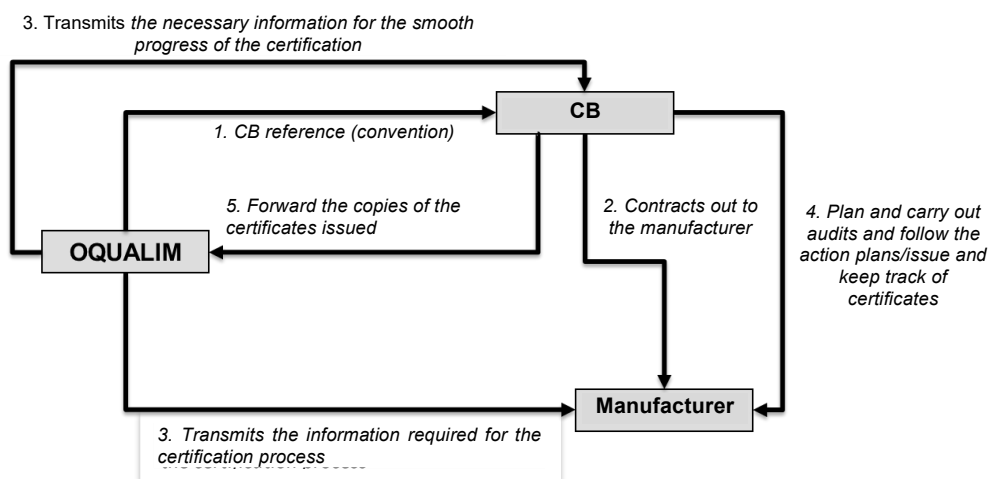 3. Transmits the necessary information for the smooth
progress of the certification
CB
1. CB reference (convention)
5. Forward the copies of the
certificates issued
2. Contracts out to
the manufacturer
4. Plan and carry out
audits and follow the
action plans/issue and
keep track of
certificates
OQUALIM
Manufacturer
3. Transmits the information required for the
certification process